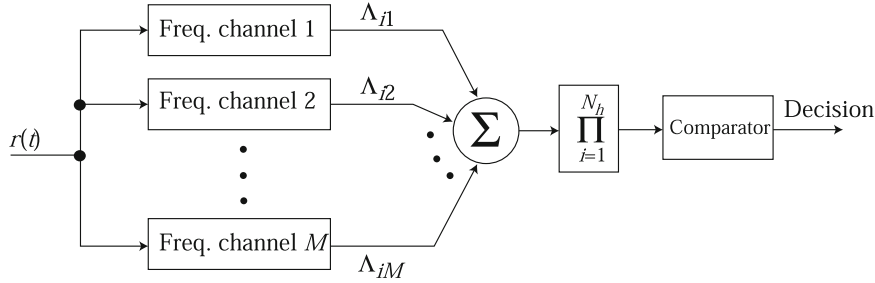 Freq. channel 1
Λi1
Freq. channel 2
Λi2
r(t)
Σ
Nh
∏
i=1
Comparator
Decision
Freq. channel M
ΛiM